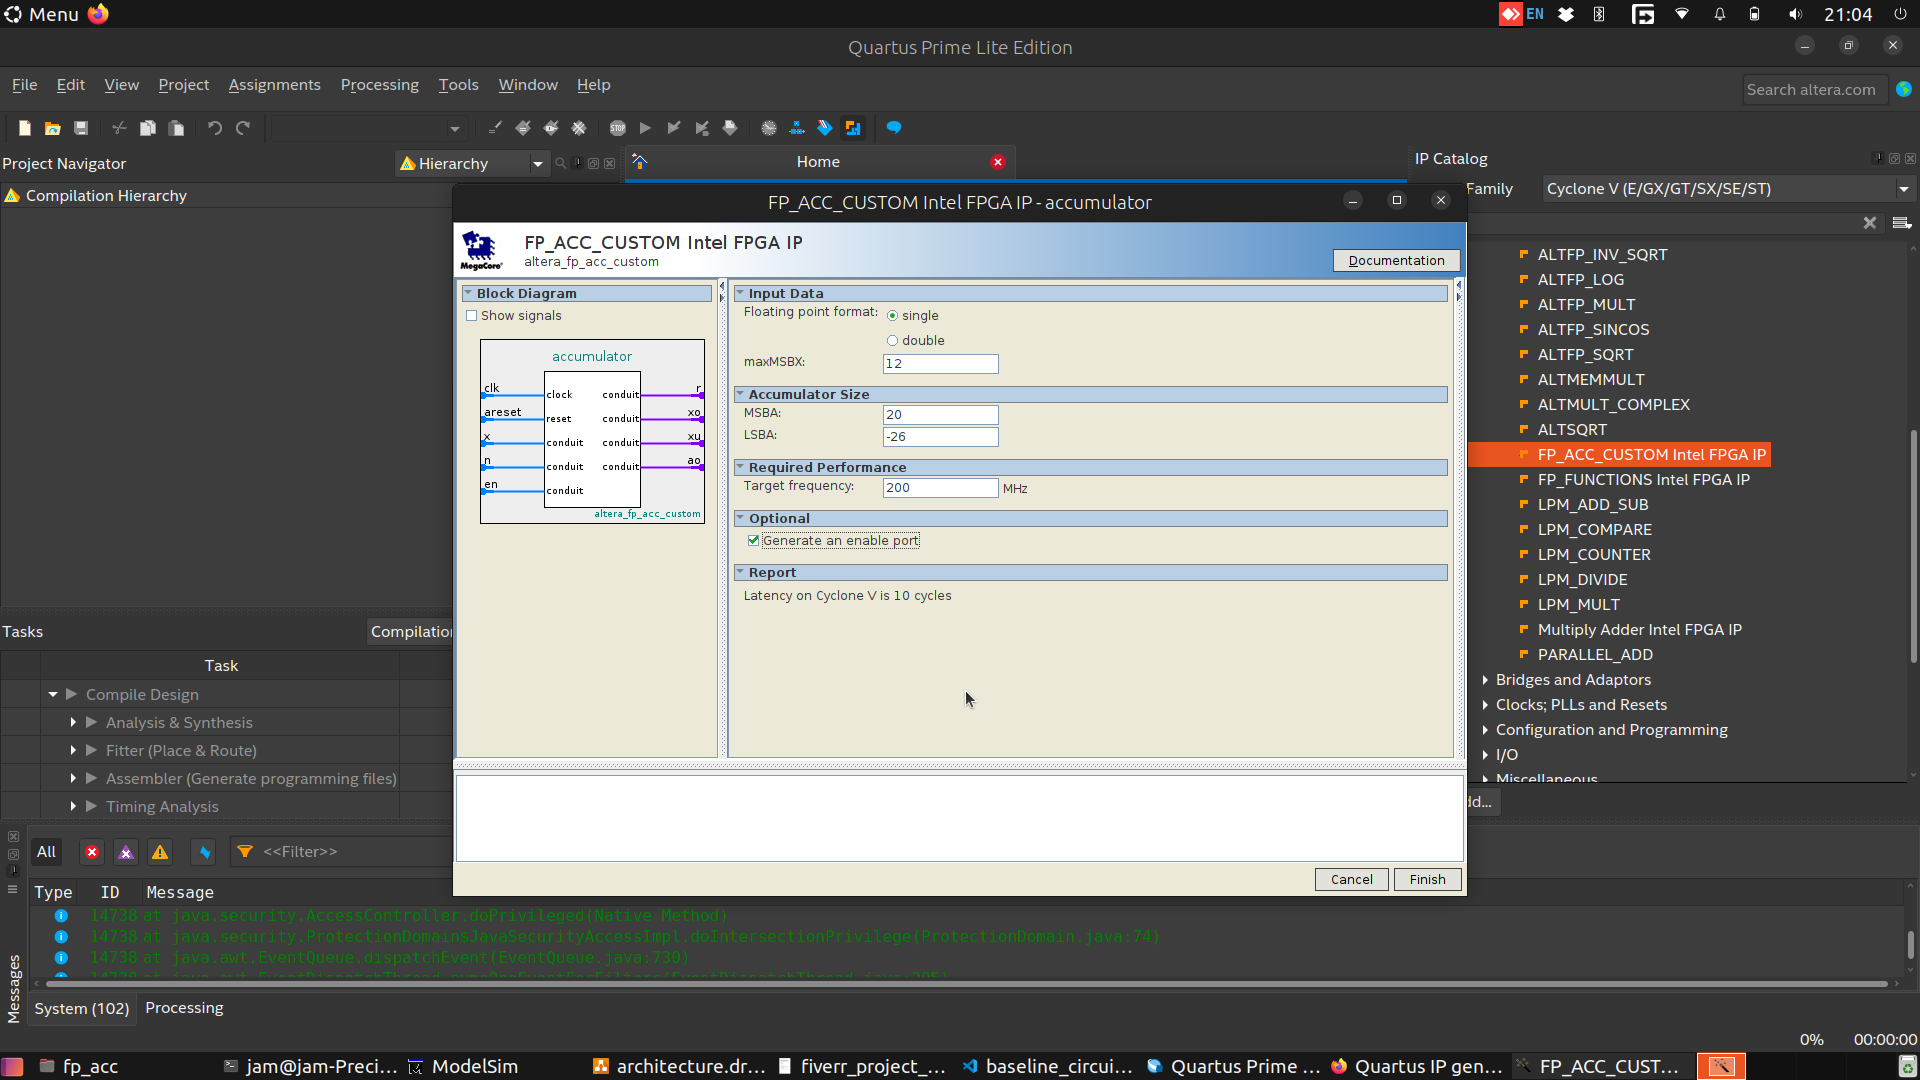 Menu
EN
21:04
Quartus Prime Lite Edition
File Edit View Project Assignments Processing Tools Window Help
Search altera.com
STOP
Project Navigator
Hierarchy
Home
IP Catalog
Compilation Hierarchy
Family
Cyclone V (E/GX/GT/SX/SE/ST)
FP_ACC_CUSTOM Intel FPGA IP - accumulator
MegaCore
FP_ACC_CUSTOM Intel FPGA IP
altera_fp_acc_custom
Documentation
Block Diagram
Show signals
accumulator
clk
clock conduit
r
areset
reset conduit
xo
x
conduit conduit
xu
n
conduit conduit
ao
en
conduit
altera_fp_acc_custom
Input Data
Floating point format:
single
double
maxMSBX:
12
Accumulator Size
MSBA:
20
LSBA:
-26
Required Performance
Target frequency:
200
MHz
Optional
Generate an enable port
Report
Latency on Cyclone V is 10 cycles
Cancel
Finish
ALTFP_INV_SQRT
ALTFP_LOG
ALTFP_MULT
ALTFP_SINCOS
ALTFP_SQRT
ALTMEMMULT
ALTMULT_COMPLEX
ALTSQRT
FP_ACC_CUSTOM Intel FPGA IP
FP_FUNCTIONS Intel FPGA IP
LPM_ADD_SUB
LPM_COMPARE
LPM_COUNTER
LPM_DIVIDE
LPM_MULT
Multiply Adder Intel FPGA IP
PARALLEL_ADD
Bridges and Adaptors
Clocks; PLLs and Resets
Configuration and Programming
I/O
Miscellaneous
Tasks
Task
Compile Design
Analysis & Synthesis
Fitter (Place & Route)
Assembler (Generate programming files)
Timing Analysis
All
<<Filter>>
Type ID Message
14738 at java.security.AccessController.doPrivileged(Native Method)
14738 at java.security.ProtectionDomain$JavaSecurityAccessImpl.doIntersectionPrivilege(ProtectionDomain.java:74)
14738 at java.awt.EventQueue.dispatchEvent(EventQueue.java:730)
Messages
System (102)
Processing
0%
00:00:00
fp_acc
jam@jam-Preci...
ModelSim
architecture.dr...
fiverr_project_...
baseline_circui...
Quartus Prime ...
Quartus IP gen...
FP_ACC_CUST...